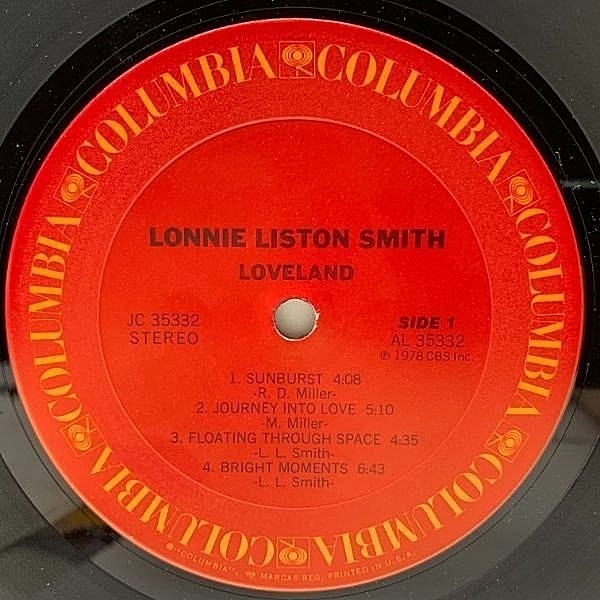 COLUMBIA COLUMBIA COLUMBIA COLUMBIA COLUMBIA COLUMBIA
LONNIE LISTON SMITH
LOVELAND
JC 35332
STEREO
SIDE 1
AL 35332
℗ 1978 CBS Inc.
1. SUNBURST 4:08
-R. D. Miller-
2. JOURNEY INTO LOVE 5:10
-M. Miller-
3. FLOATING THROUGH SPACE 4:35
-L. L. Smith-
4. BRIGHT MOMENTS 6:43
-L. L. Smith-
"COLUMBIA", MARCAS REG. PRINTED IN U.S.A.